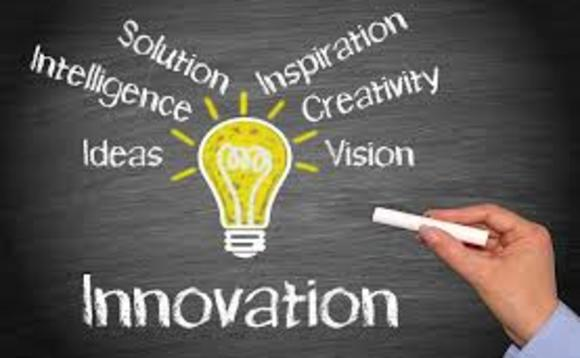 Solution
Inspiration
Intelligence
Creativity
Ideas
Vision
Innovation